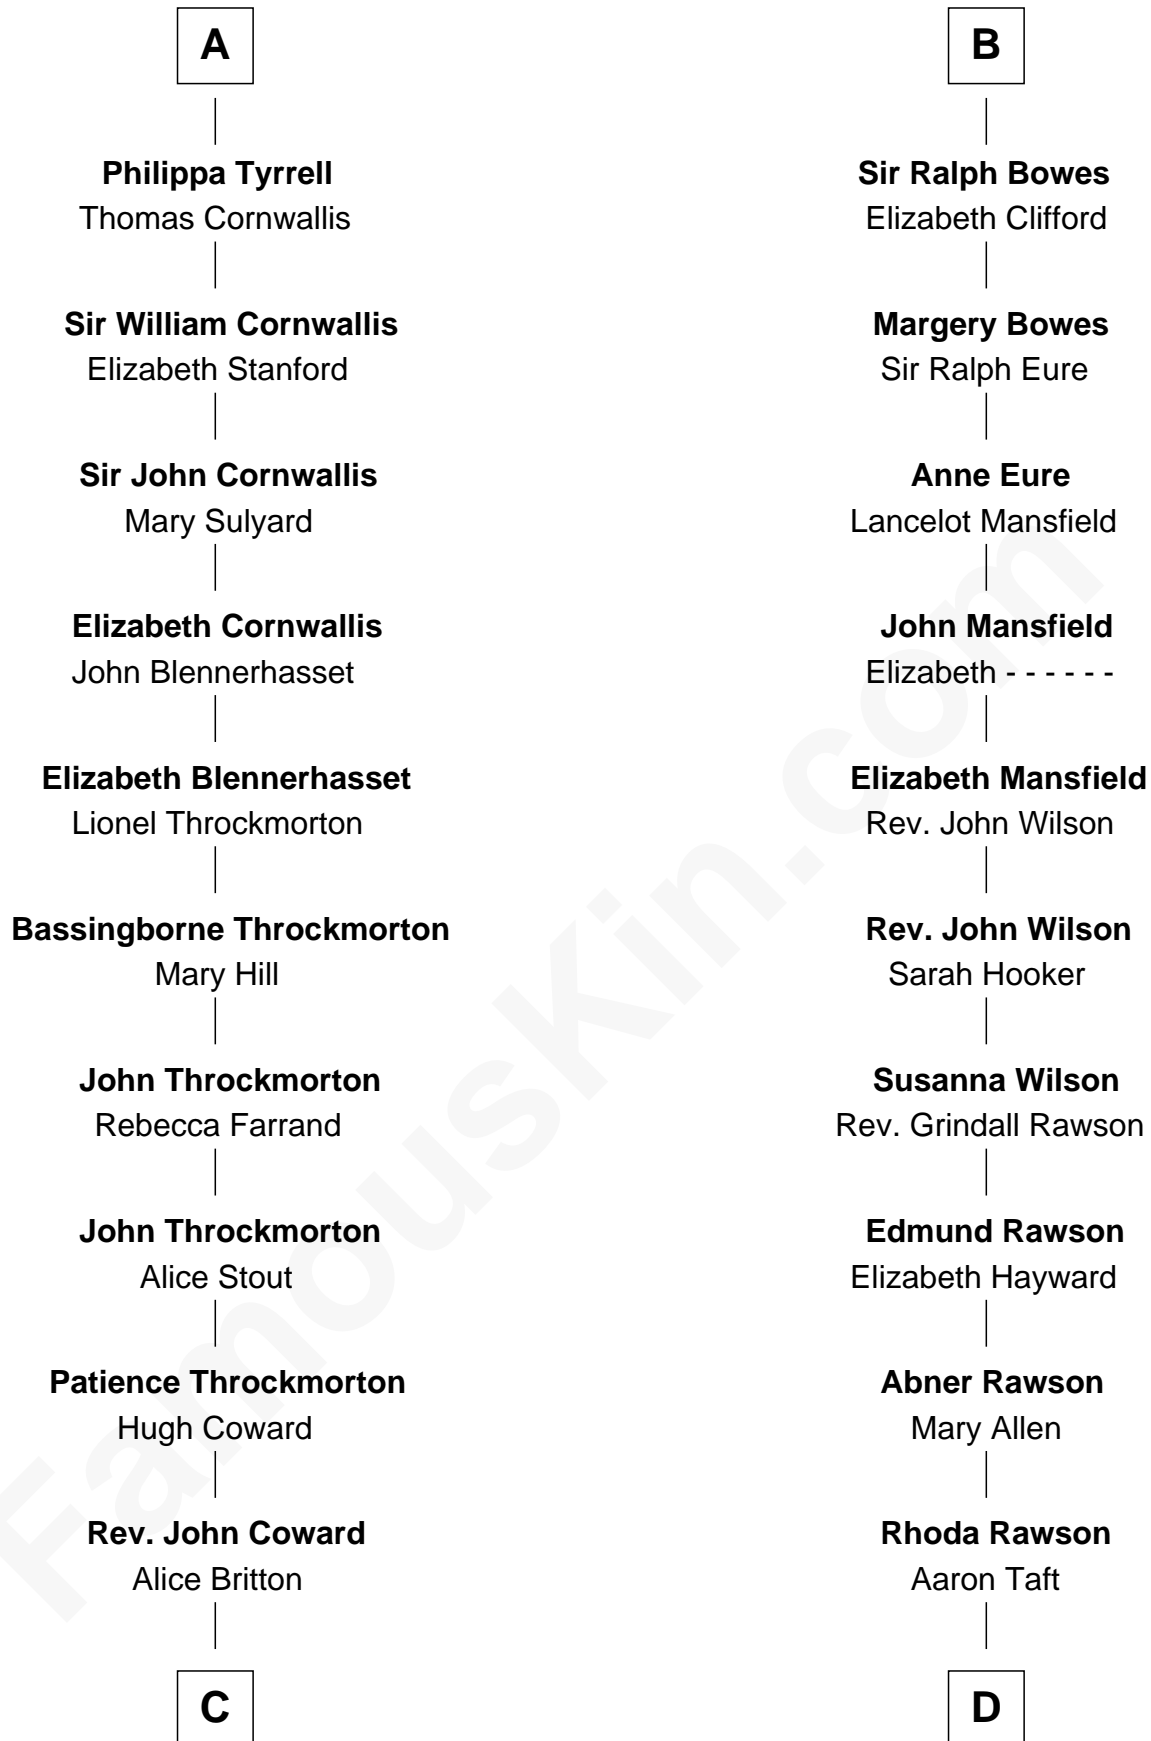 A
Philippa Tyrrell
Thomas Cornwallis
Sir William Cornwallis
Elizabeth Stanford
Sir John Cornwallis
Mary Sulyard
Elizabeth Cornwallis
John Blennerhasset
Elizabeth Blennerhasset
Lionel Throckmorton
Bassingborne Throckmorton
Mary Hill
John Throckmorton
Rebecca Farrand
John Throckmorton
Alice Stout
Patience Throckmorton
Hugh Coward
Rev. John Coward
Alice Britton
C
B
Sir Ralph Bowes
Elizabeth Clifford
Margery Bowes
Sir Ralph Eure
Anne Eure
Lancelot Mansfield
John Mansfield
Elizabeth - - - - - -
Elizabeth Mansfield
Rev. John Wilson
Rev. John Wilson
Sarah Hooker
Susanna Wilson
Rev. Grindall Rawson
Edmund Rawson
Elizabeth Hayward
Abner Rawson
Mary Allen
Rhoda Rawson
Aaron Taft
D
FamousKin.com